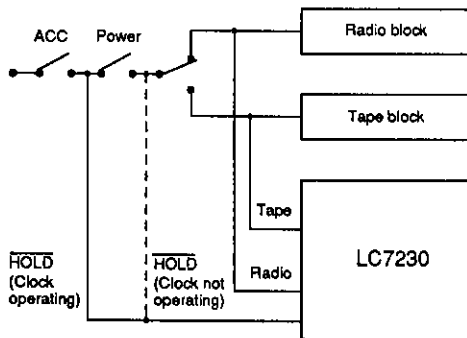 ACC
Power
Radio block
Tape block
Tape
LC7230
HOLD
(Clock
operating)
HOLD
(Clock not
operating)
Radio